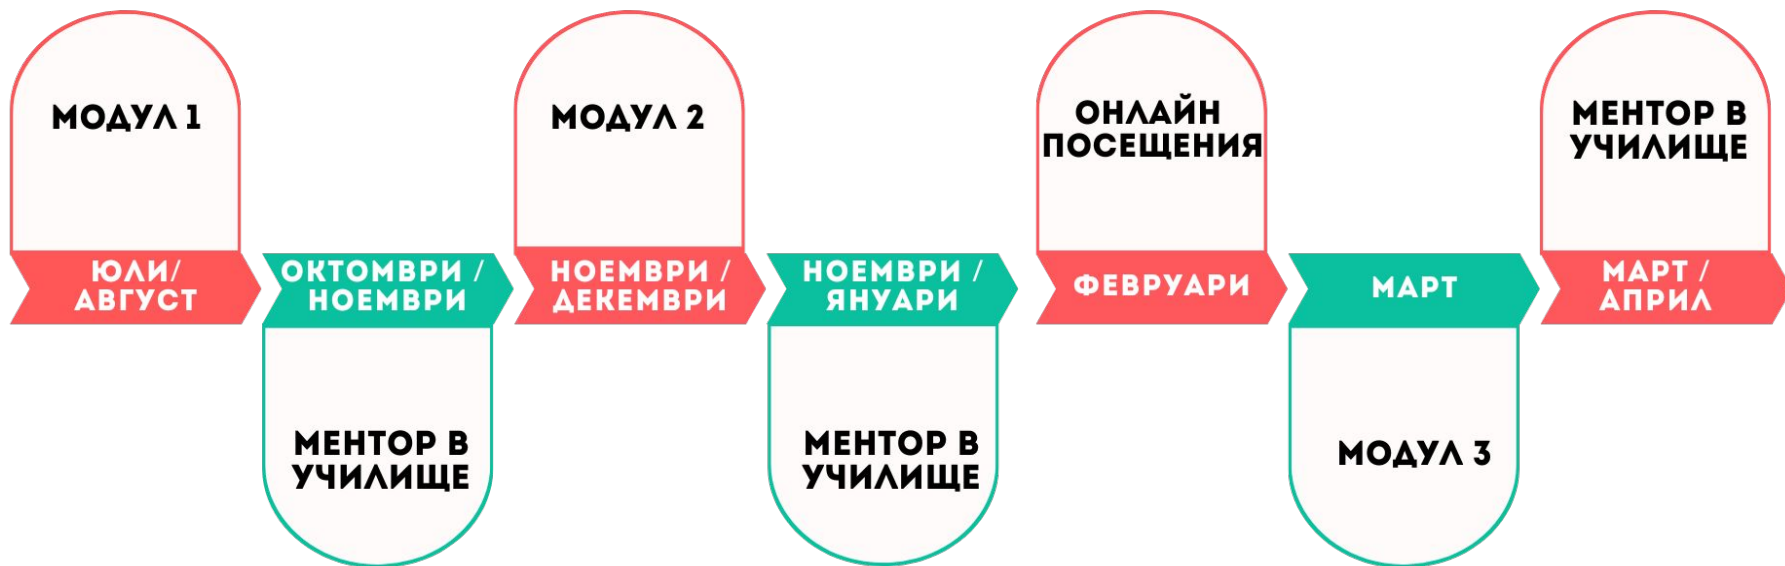 МОДУЛ 1
ЮЛИ/
АВГУСТ
ОКТОМВРИ /
НОЕМВРИ
МЕНТОР В
УЧИЛИЩЕ
МОДУЛ 2
НОЕМВРИ /
ДЕКЕМВРИ
НОЕМВРИ /
ЯНУАРИ
МЕНТОР В
УЧИЛИЩЕ
ОНЛАЙН
ПОСЕЩЕНИЯ
ФЕВРУАРИ
МАРТ
МОДУЛ 3
МЕНТОР В
УЧИЛИЩЕ
МАРТ /
АПРИЛ